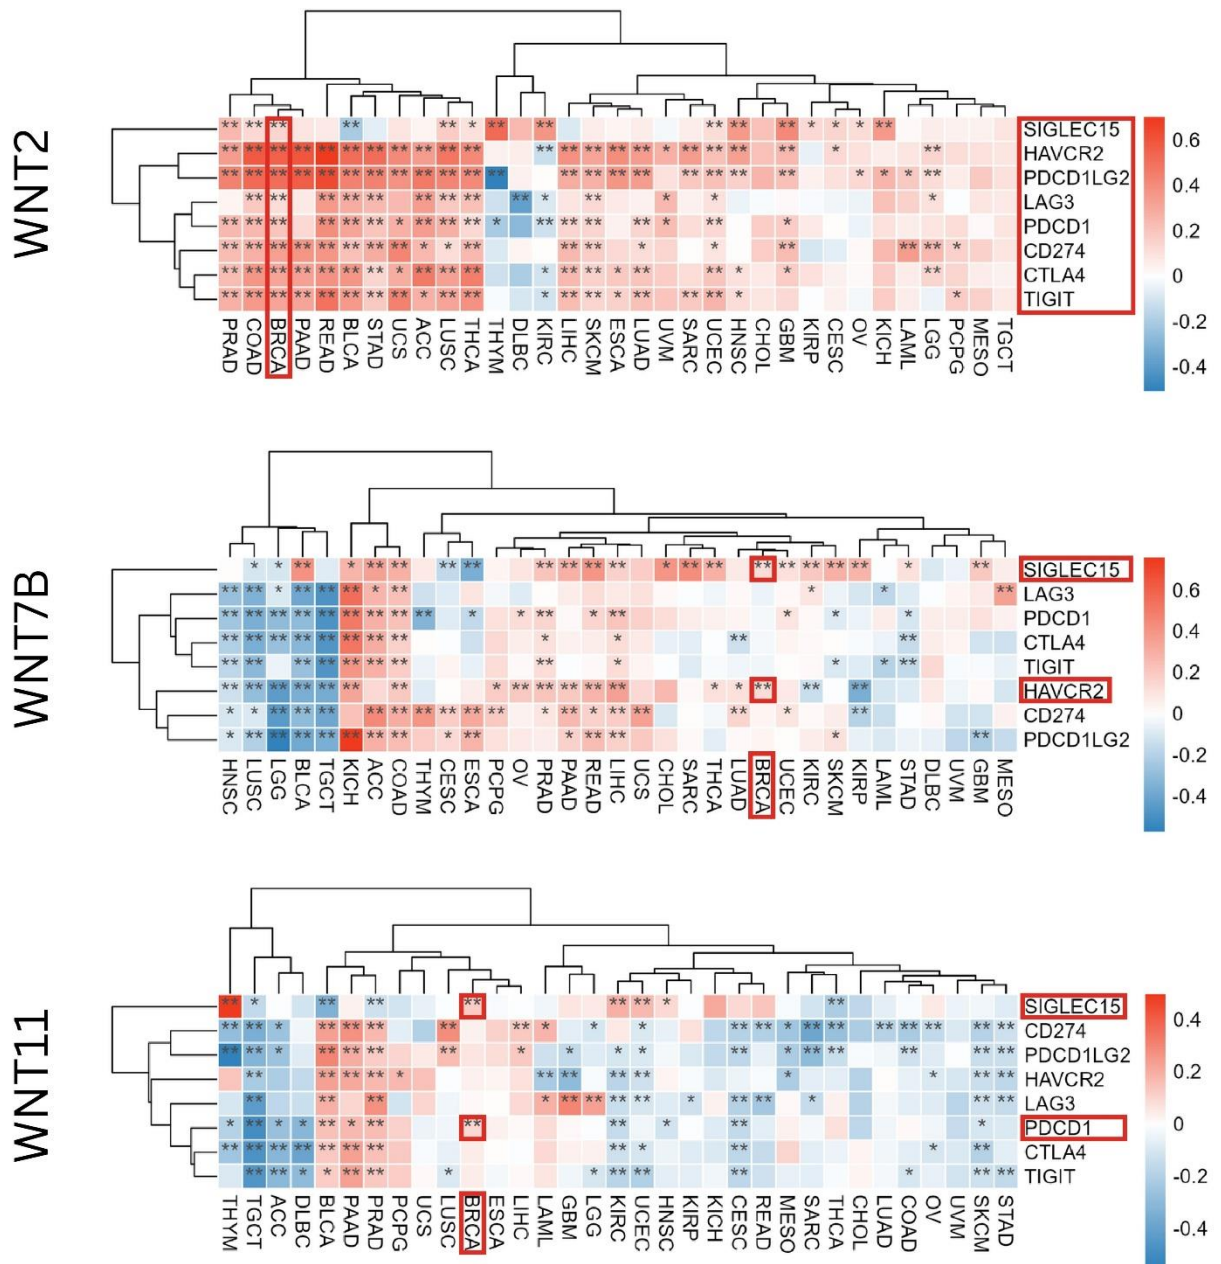 WNT2
SIGLEC15
HAVCR2
PDCD1LG2
LAG3
PDCD1
CD274
CTLA4
TIGIT
PRAD COAD BRCA PAAD READ BLCA STAD UCS ACC LUSC THCA THYM DLBC KIRC LIHC SKCM ESCA LUAD UVM SARC UCEC HNSC CHOL GBM KIRP CESC OV KICH LAML LGG PCPG MESO TGCT
0.6
0.4
0.2
0
-0.2
-0.4
WNT7B
SIGLEC15
LAG3
PDCD1
CTLA4
TIGIT
HAVCR2
CD274
PDCD1LG2
HNSC LUSC LGG BLCA TGCT KICH ACC COAD THYM CESC ESCA PCPG OV PRAD PAAD READ LIHC UCS CHOL SARC THCA LUAD BRCA UCEC KIRC SKCM KIRP LAML STAD DLBC UVM GBM MESO
0.6
0.4
0.2
0
-0.2
-0.4
WNT11
SIGLEC15
CD274
PDCD1LG2
HAVCR2
LAG3
PDCD1
CTLA4
TIGIT
THYM TGCT ACC DLBC BLCA PAAD PRAD PCPG UCS LUSC BRCA ESCA LIHC LAML GBM LGG KIRC UCEC HNSC KIRP KICH CESC READ MESO SARC THCA CHOL LUAD COAD OV UVM SKCM STAD
0.4
0.2
0
-0.2
-0.4